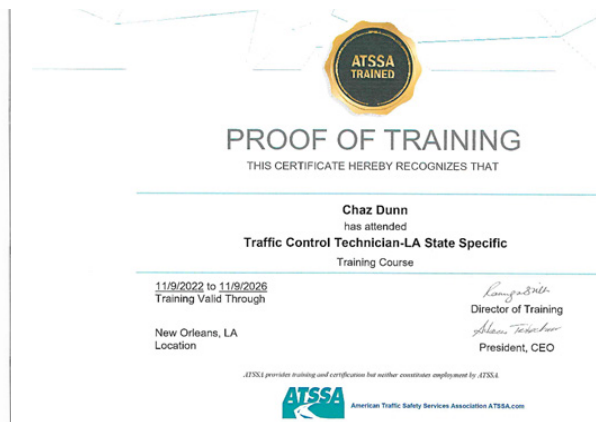 ATSSA
TRAINED
PROOF OF TRAINING
THIS CERTIFICATE HEREBY RECOGNIZES THAT
Chaz Dunn
has attended
Traffic Control Technician-LA State Specific
Training Course
11/9/2022 to 11/9/2026
Training Valid Through
Director of Training
New Orleans, LA
Location
President, CEO
ATSSA provides training and certification but neither constitutes employment by ATSSA.
ATSSA
American Traffic Safety Services Association ATSSA.com